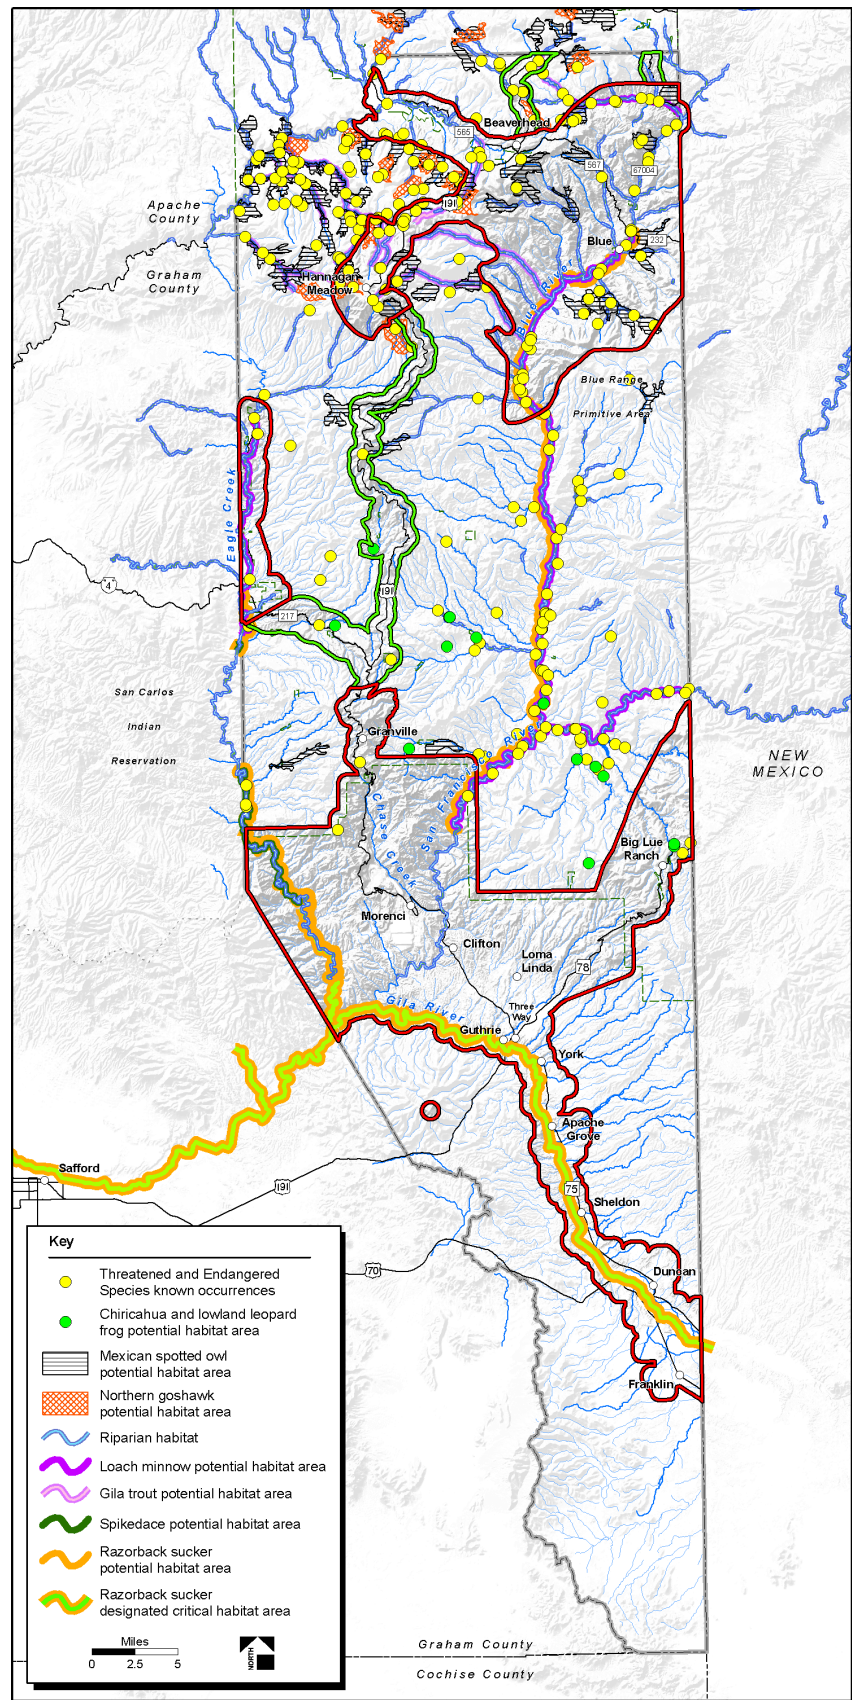 Beaverhead
565
567
67004
Apache
County
191
Blue
232
Graham
County
Hannagan
Meadow
Blue River
Blue Range
Primitive Area
Eagle Creek
4
191
217
San Carlos
Indian
Reservation
Granville
San Francisco River
NEW
MEXICO
Chase Creek
Big Lue
Ranch
Morenci
Clifton
Loma
Linda
78
Gila River
Three
Way
Guthrie
York
Apache
Grove
Safford
191
75
Sheldon
70
Duncan
Franklin
Key
Threatened and Endangered
Species known occurrences
Chiricahua and lowland leopard
frog potential habitat area
Mexican spotted owl
potential habitat area
Northern goshawk
potential habitat area
Riparian habitat
Loach minnow potential habitat area
Gila trout potential habitat area
Spikedace potential habitat area
Razorback sucker
potential habitat area
Razorback sucker
designated critical habitat area
Miles
0 2.5 5
NORTH
Graham County
Cochise County